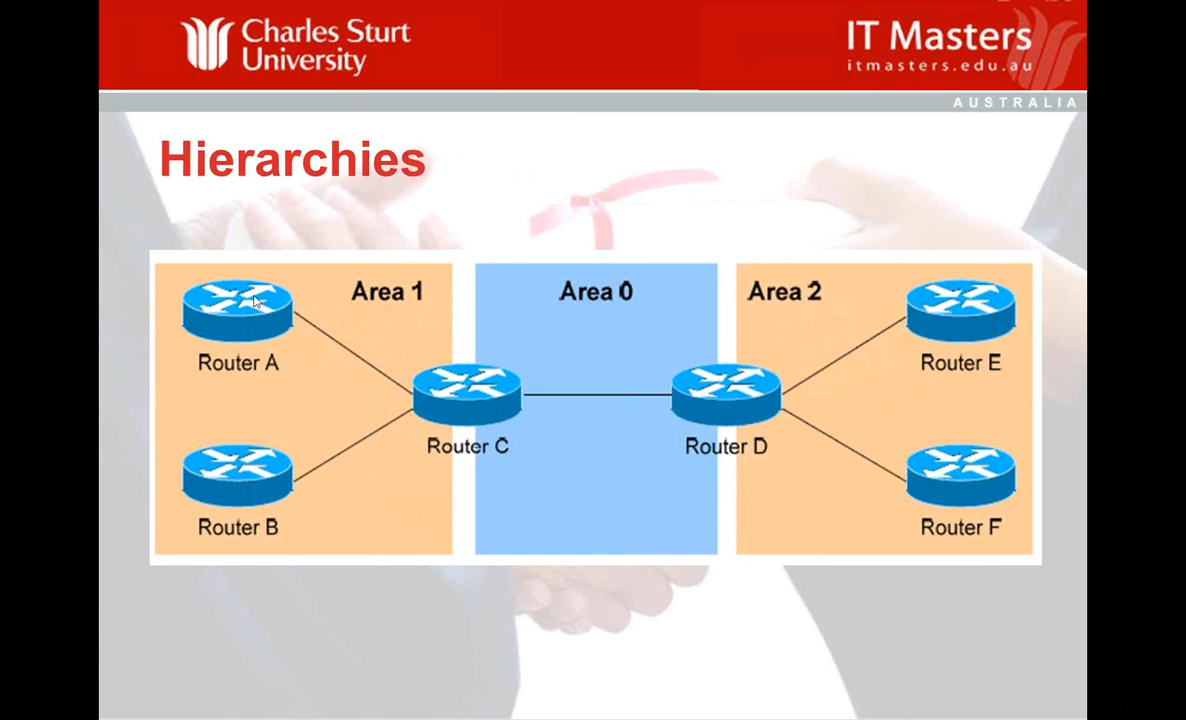 Charles Sturt
University
IT Masters
itmasters.edu.au
AUSTRALIA
Hierarchies
Area 1
Area 0
Area 2
Router A
Router E
Router C
Router D
Router B
Router F